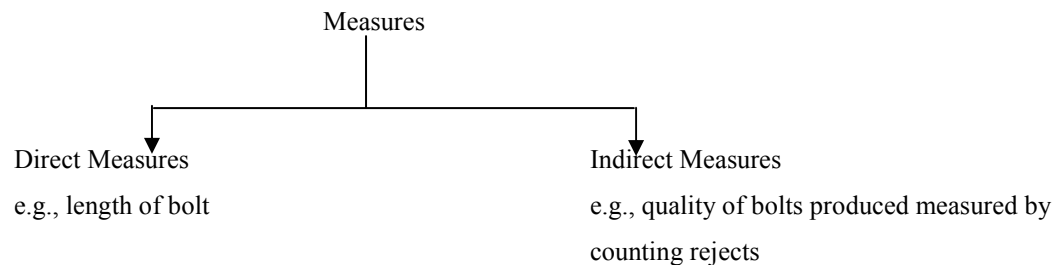 Measures
Direct Measures
e.g., length of bolt
Indirect Measures
e.g., quality of bolts produced measured by
counting rejects